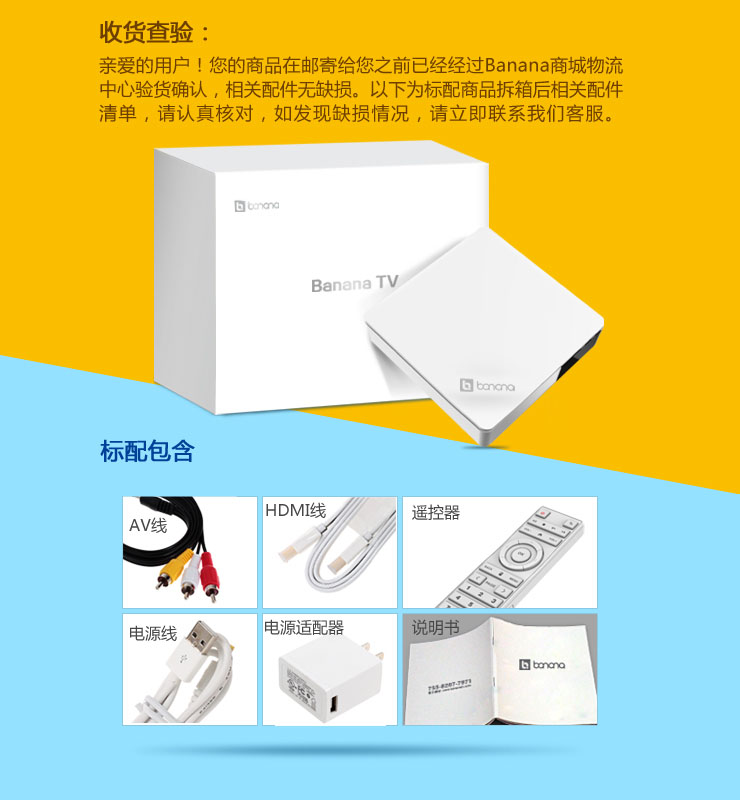 收货查验：
亲爱的用户！您的商品在邮寄给您之前已经经过Banana商城物流
中心验货确认，相关配件无缺损。以下为标配商品拆箱后相关配件
清单，请认真核对，如发现缺损情况，请立即联系我们客服。
banana
Banana TV
banana
标配包含
AV线
HDMI线
遥控器
OK
电源线
电源适配器
说明书
banana